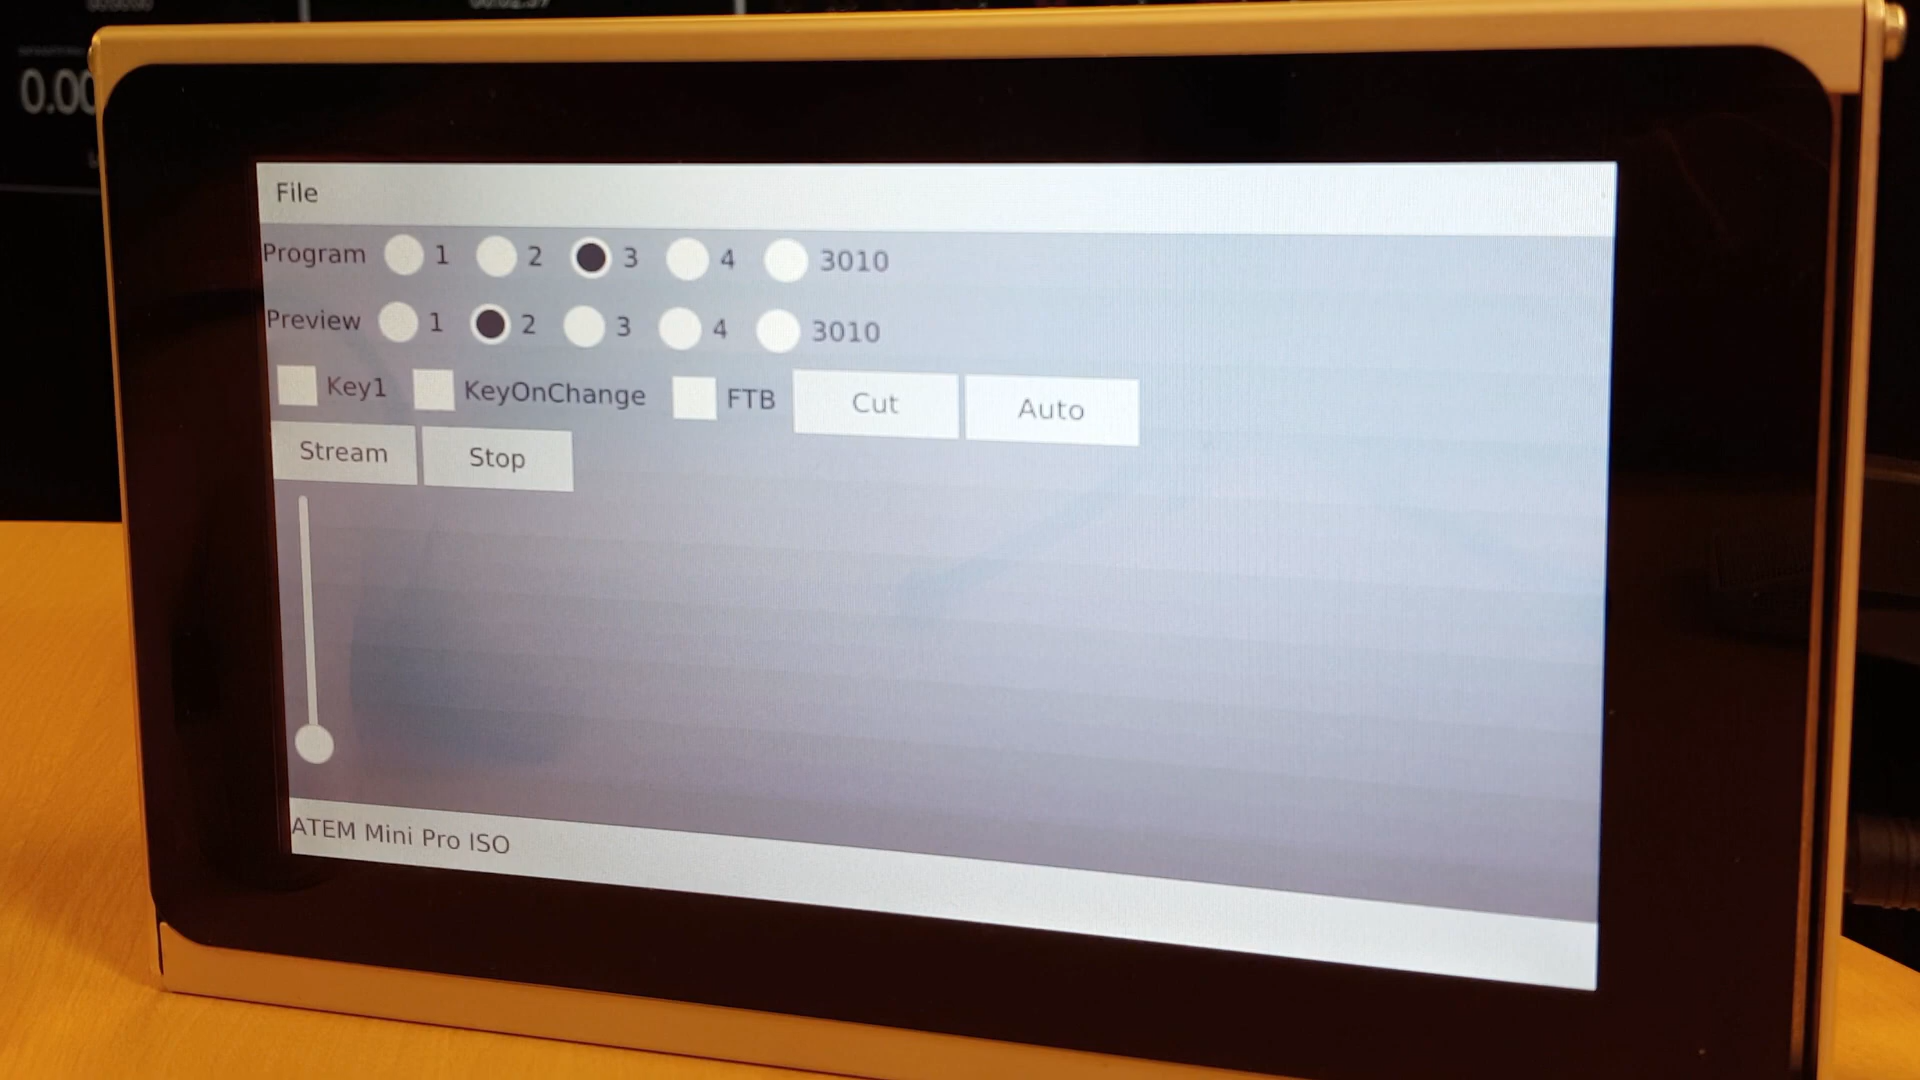 0.00
File
Program 1 2 3 4 3010
Preview 1 2 3 4 3010
Key1 KeyOnChange FTB Cut Auto
Stream Stop
ATEM Mini Pro ISO